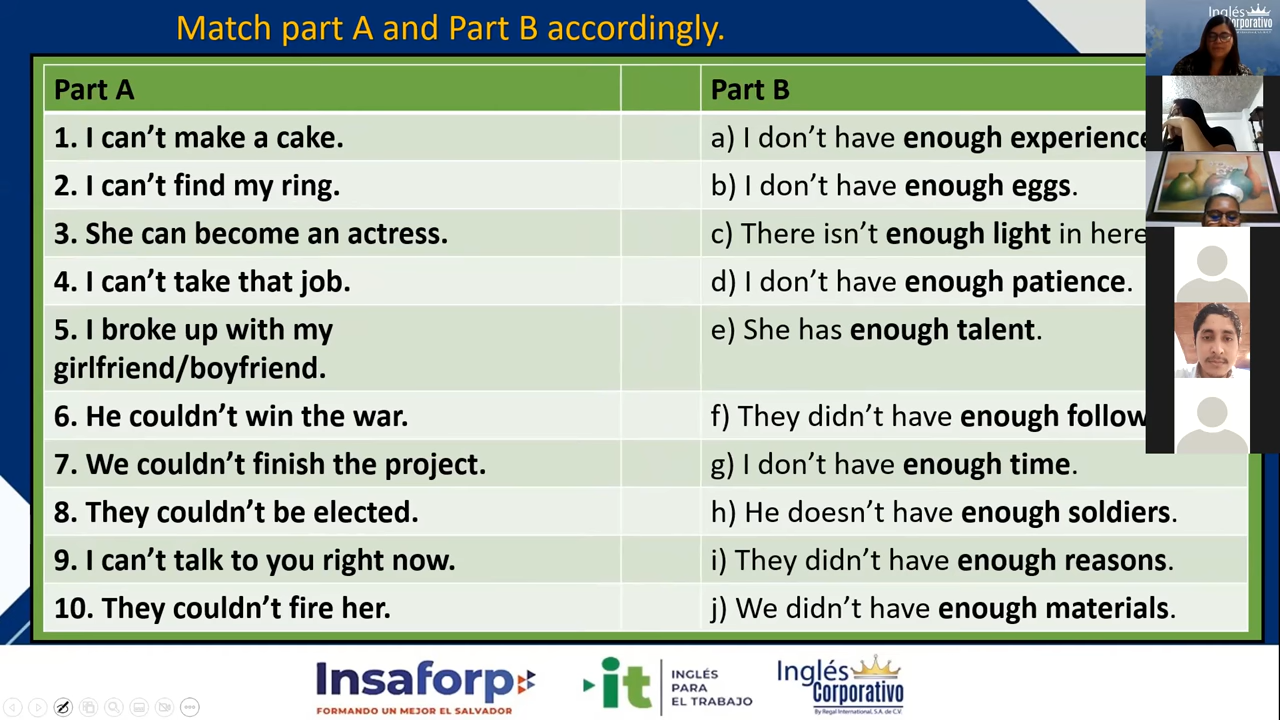 Match part A and Part B accordingly.
Part A
Part B
1. I can't make a cake.
a) I don't have enough experience
2. I can't find my ring.
b) I don't have enough eggs.
3. She can become an actress.
c) There isn't enough light in here
4. I can't take that job.
d) I don't have enough patience.
5. I broke up with my
girlfriend/boyfriend.
e) She has enough talent.
6. He couldn't win the war.
f) They didn't have enough follow
7. We couldn't finish the project.
g) I don't have enough time.
8. They couldn't be elected.
h) He doesn't have enough soldiers.
9. I can't talk to you right now.
i) They didn't have enough reasons.
10. They couldn't fire her.
j) We didn't have enough materials.
Inglés
Corporativo
Insaforp
FORMANDO UN MEJOR EL SALVADOR
it
INGLÉS
PARA
EL TRABAJO
Inglés
Corporativo
By Regal International, S.A. de C.V.